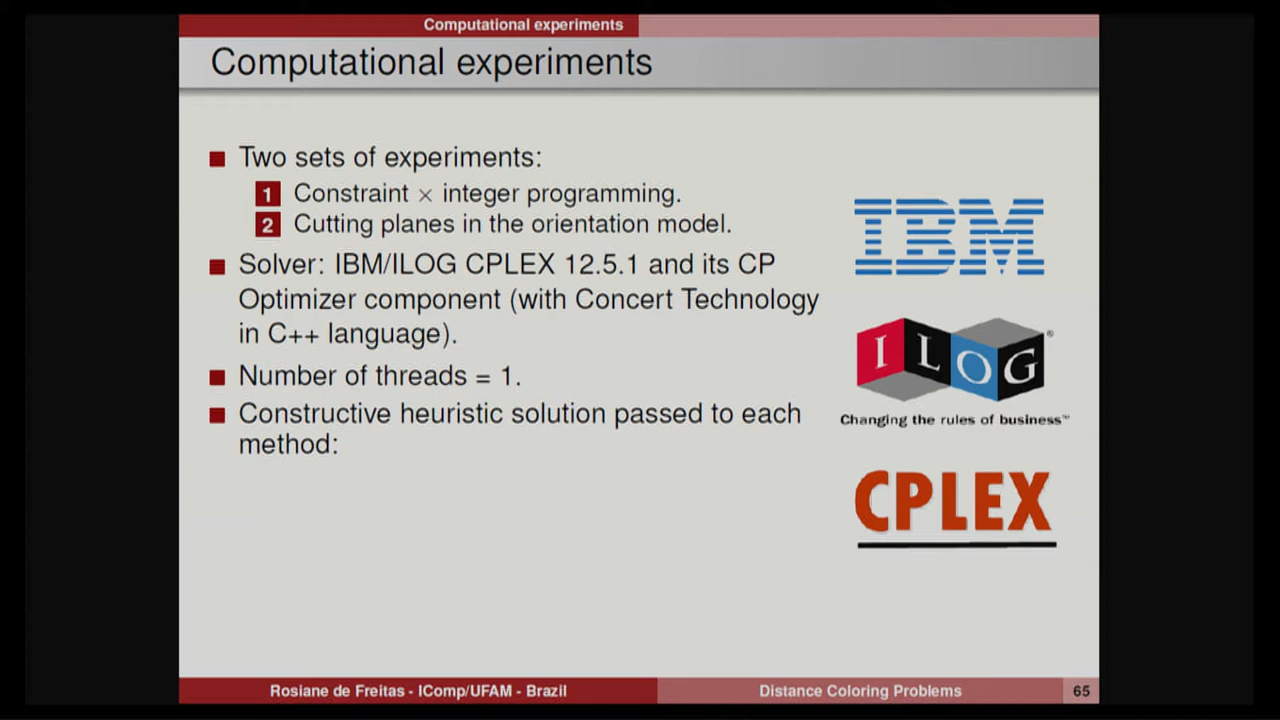 Computational experiments
Computational experiments
Two sets of experiments:
1 Constraint × integer programming.
2 Cutting planes in the orientation model.
Solver: IBM/ILOG CPLEX 12.5.1 and its CP
Optimizer component (with Concert Technology
in C++ language).
Number of threads = 1.
Constructive heuristic solution passed to each
method:
IBM
ILOG®
Changing the rules of business™
CPLEX
Rosiane de Freitas - IComp/UFAM - Brazil
Distance Coloring Problems
65